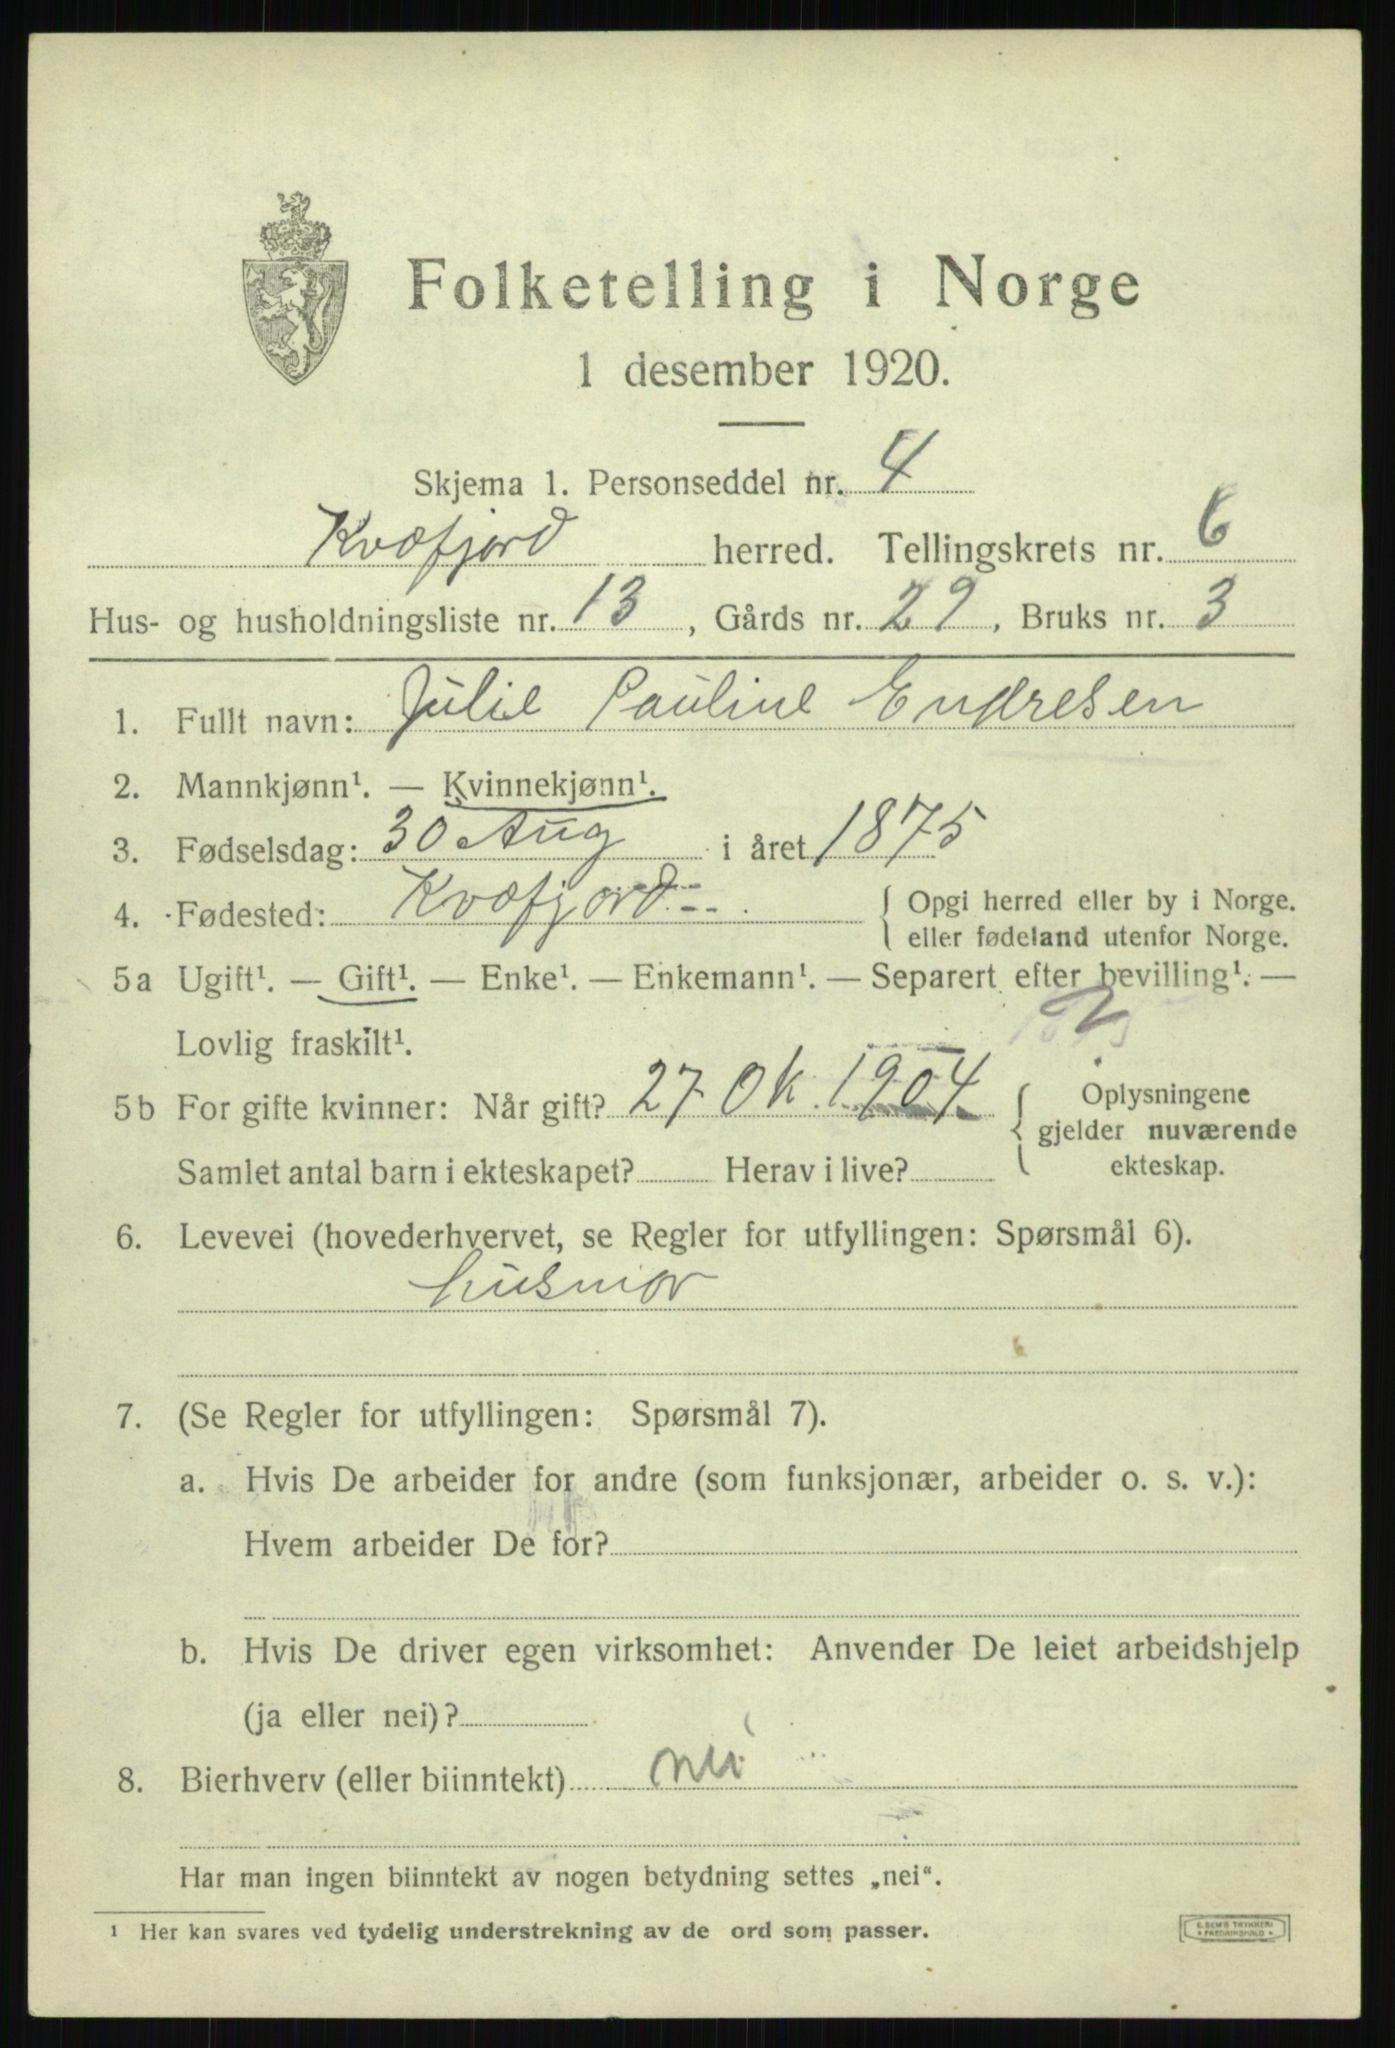 Folketelling i Norge
1 desember 1920.
Skjema 1. Personseddel nr. 4
Kvæfjord herred. Tellingskrets nr. 6
Hus- og husholdningsliste nr. 13, Gårds nr. 29, Bruks nr. 3
1. Fullt navn: Julie Pauline Endresen
2. Mannkjønn¹. — Kvinnekjønn¹.
3. Fødselsdag: 30 Aug i året 1875
4. Fødested: Kvæfjord { Opgi herred eller by i Norge.
eller fødeland utenfor Norge.
5a Ugift¹. — Gift¹. — Enke¹. — Enkemann¹. — Separert efter bevilling¹. —
Lovlig fraskilt¹.
5b For gifte kvinner: Når gift? 27 Ok. 1904 { Oplysningene
gjelder nuværende
Samlet antal barn i ekteskapet? Herav i live? ekteskap.
6. Levevei (hovederhvervet, se Regler for utfyllingen: Spørsmål 6).
husmor
7. (Se Regler for utfyllingen: Spørsmål 7).
a. Hvis De arbeider for andre (som funksjonær, arbeider o. s. v.):
Hvem arbeider De for?
b. Hvis De driver egen virksomhet: Anvender De leiet arbeidshjelp
(ja eller nei)?
8. Bierhverv (eller biinntekt) nei
Har man ingen biinntekt av nogen betydning settes „nei“.
¹ Her kan svares ved tydelig understrekning av de ord som passer.
E. SEM'S TRYKKERI
FREDRIKSHALD